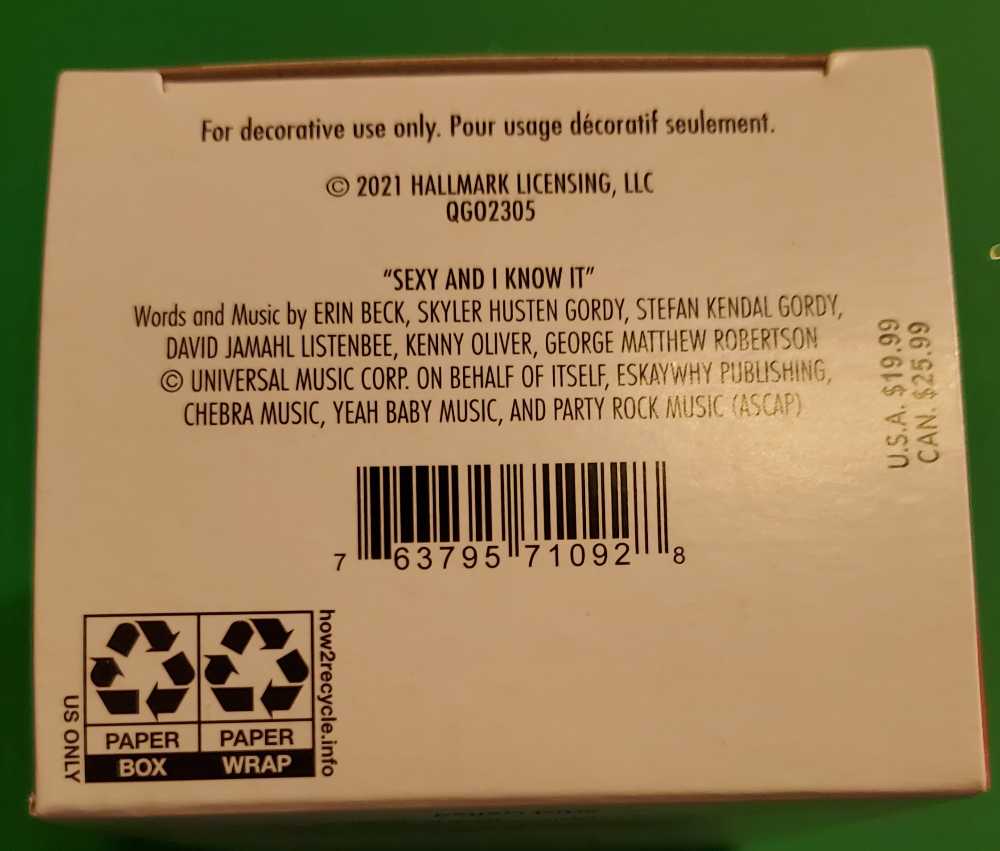 For decorative use only. Pour usage décoratif seulement.
© 2021 HALLMARK LICENSING, LLC
QGO2305
"SEXY AND I KNOW IT"
Words and Music by ERIN BECK, SKYLER HUSTEN GORDY, STEFAN KENDAL GORDY,
DAVID JAMAHL LISTENBEE, KENNY OLIVER, GEORGE MATTHEW ROBERTSON
© UNIVERSAL MUSIC CORP. ON BEHALF OF ITSELF, ESKAYWHY PUBLISHING,
CHEBRA MUSIC, YEAH BABY MUSIC, AND PARTY ROCK MUSIC (ASCAP)
U.S.A. $19.99
CAN. $25.99
7 63795 71092 8
US ONLY
PAPER
BOX
PAPER
WRAP
how2recycle.info